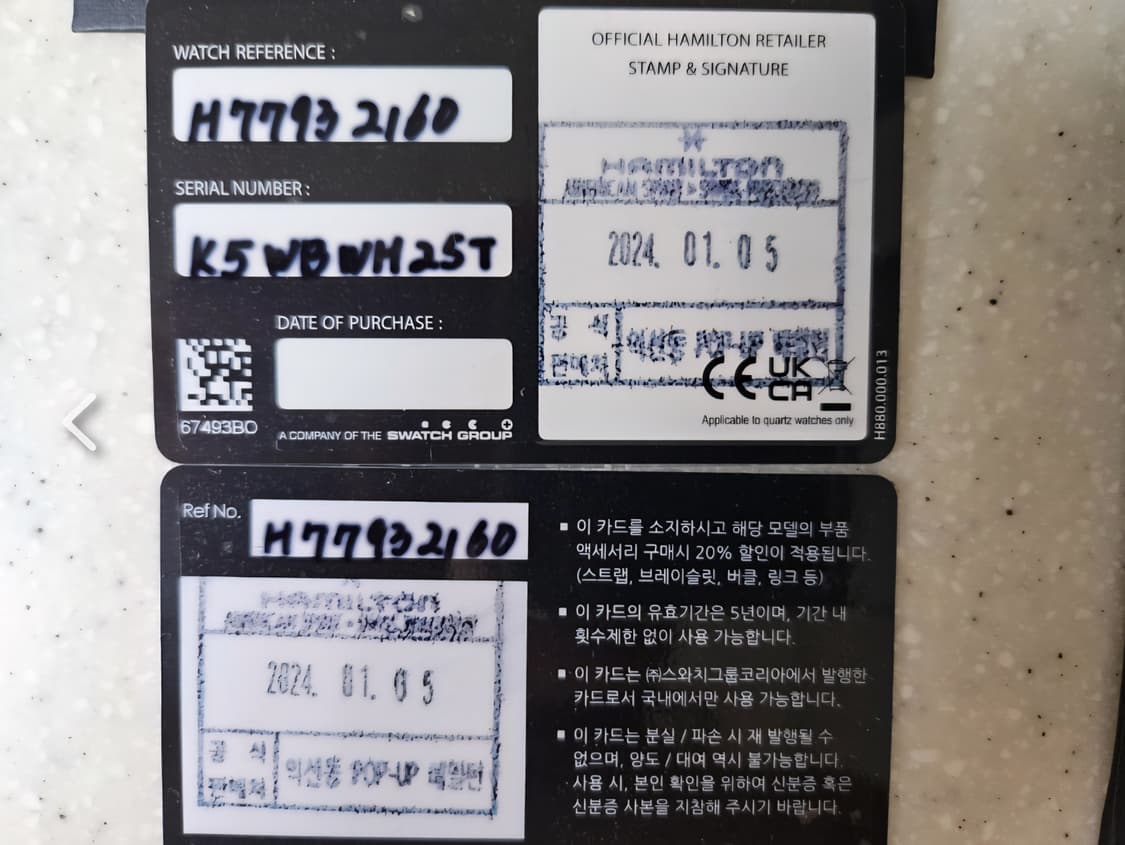 WATCH REFERENCE :
H77932160
SERIAL NUMBER :
K5WBWH2ST
DATE OF PURCHASE :
67493BO
A COMPANY OF THE SWATCH GROUP
OFFICIAL HAMILTON RETAILER
STAMP & SIGNATURE
HAMILTON
2024. 01. 05
공 식
판매처
POP-UP
CE UK
CA
Applicable to quartz watches only
H880.000.013
Ref No.
H77932160
HAMILTON
2024. 01. 05
공 식
판매처
POP-UP
▪ 이 카드를 소지하시고 해당 모델의 부품
액세서리 구매시 20% 할인이 적용됩니다.
(스트랩, 브레이슬릿, 버클, 링크 등)
▪ 이 카드의 유효기간은 5년이며, 기간 내
횟수제한 없이 사용 가능합니다.
▪ 이 카드는 ㈜스와치그룹코리아에서 발행한
카드로서 국내에서만 사용 가능합니다.
▪ 이 카드는 분실 / 파손 시 재 발행될 수
없으며, 양도 / 대여 역시 불가능합니다.
사용 시, 본인 확인을 위하여 신분증 혹은
신분증 사본을 지참해 주시기 바랍니다.